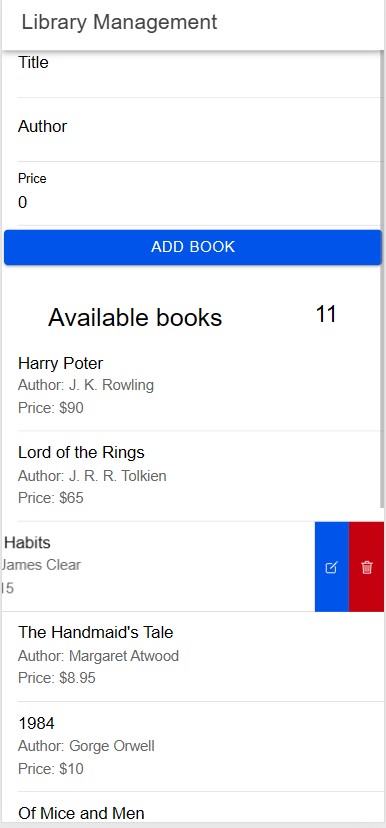 Library Management
Title
Author
Price
0
ADD BOOK
Available books 11
Harry Poter
Author: J. K. Rowling
Price: $90
Lord of the Rings
Author: J. R. R. Tolkien
Price: $65
Habits
James Clear
15
The Handmaid's Tale
Author: Margaret Atwood
Price: $8.95
1984
Author: Gorge Orwell
Price: $10
Of Mice and Men